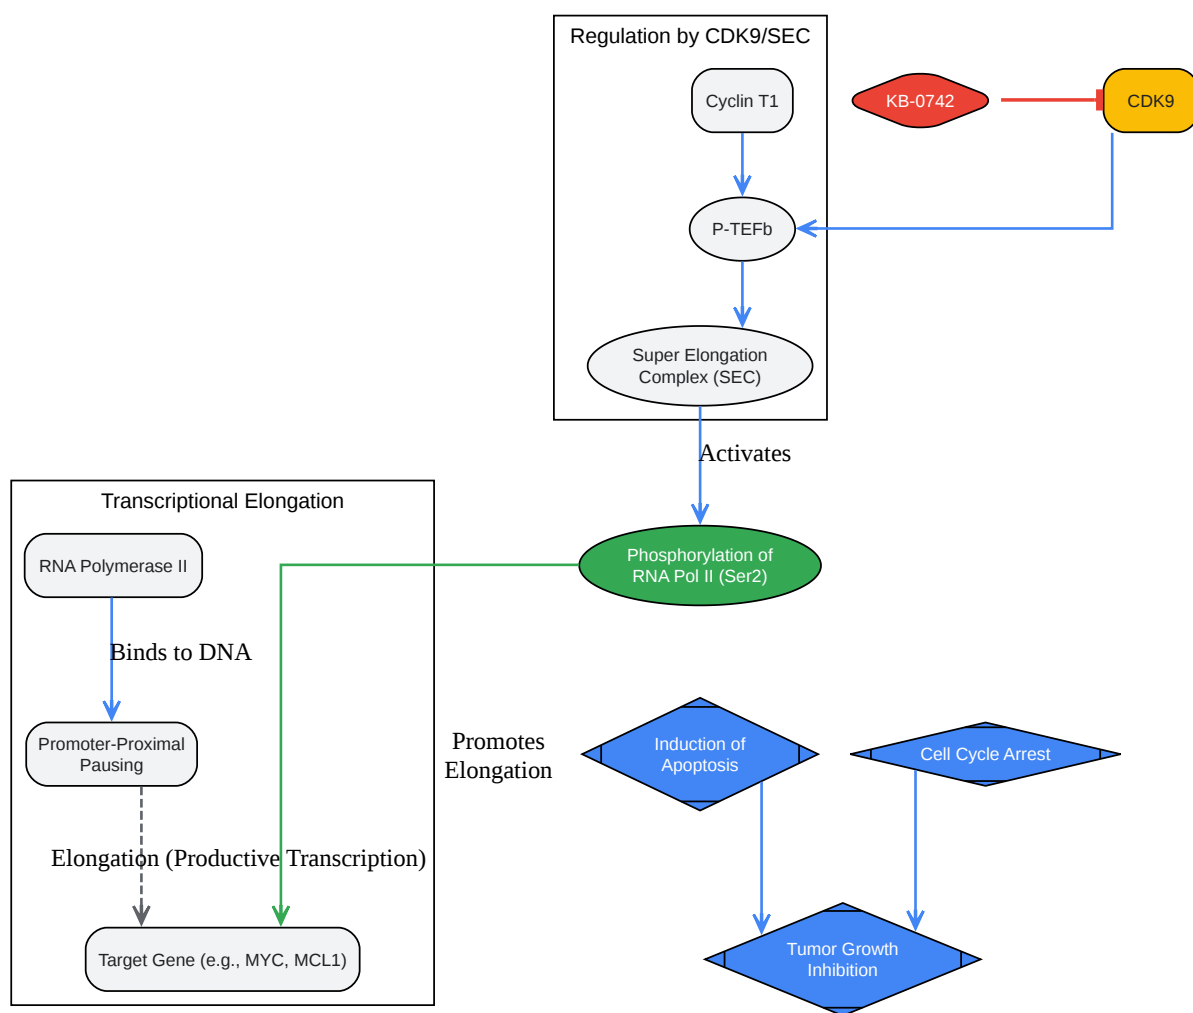 Regulation by CDK9/SEC
Cyclin T1
KB-0742
CDK9
P-TEFb
Super Elongation
Complex (SEC)
Activates
Transcriptional Elongation
RNA Polymerase II
Phosphorylation of
RNA Pol II (Ser2)
Binds to DNA
Promoter-Proximal
Pausing
Promotes
Elongation
Induction of
Apoptosis
Cell Cycle Arrest
Elongation (Productive Transcription)
Target Gene (e.g., MYC, MCL1)
Tumor Growth
Inhibition